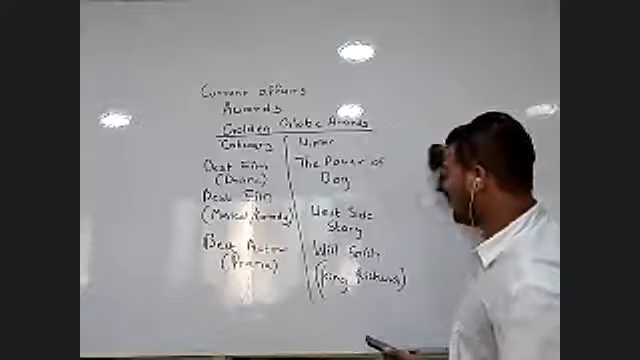 Current affairs
Awards
Golden Globe Awards
Category Winner
Best Film The Power of
(Drama) Dog
Best Film
(Musical/Comedy) West Side
Story
Best Actor Will Smith
(Drama) (King Richard)